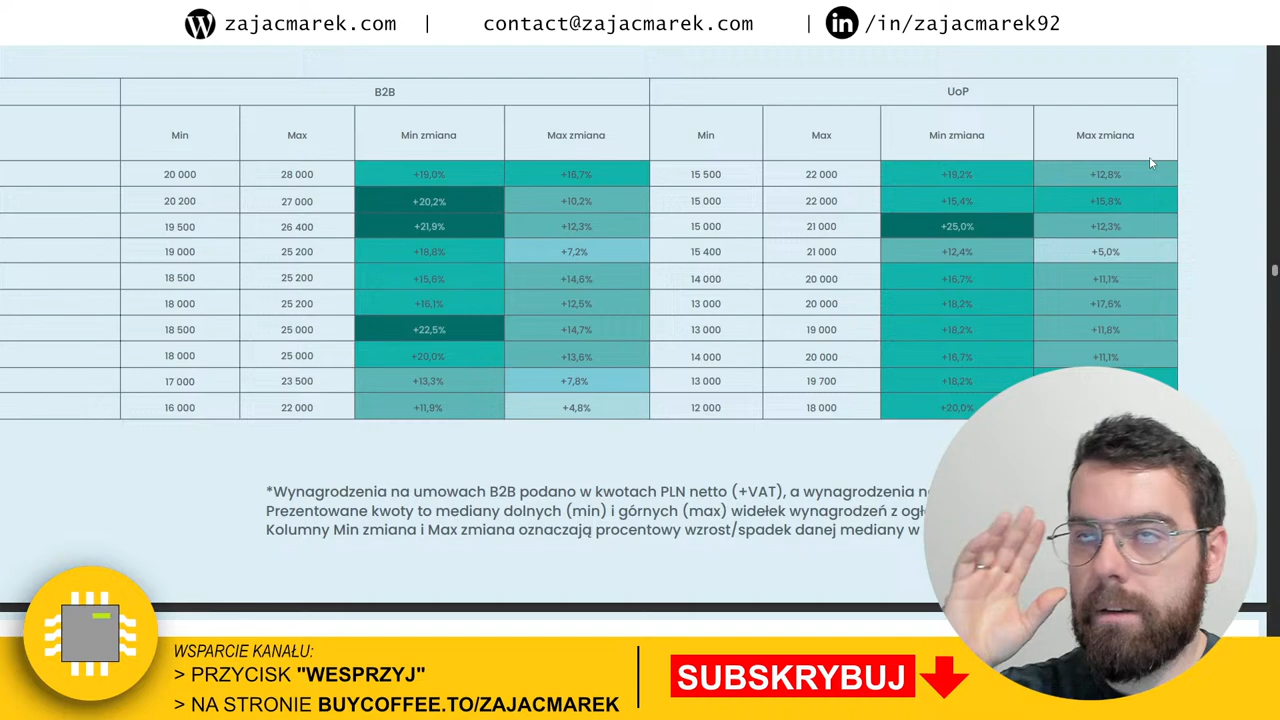 zajacmarek.com | contact@zajacmarek.com | /in/zajacmarek92
B2B UoP
Min Max Min zmiana Max zmiana Min Max Min zmiana Max zmiana
20 000 28 000 +19,0% +16,7% 15 500 22 000 +19,2% +12,8%
20 200 27 000 +20,2% +10,2% 15 000 22 000 +15,4% +15,8%
19 500 26 400 +21,9% +12,3% 15 000 21 000 +25,0% +12,3%
19 000 25 200 +18,8% +7,2% 15 400 21 000 +12,4% +5,0%
18 500 25 200 +15,6% +14,6% 14 000 20 000 +16,7% +11,1%
18 000 25 200 +16,1% +12,5% 13 000 20 000 +18,2% +17,6%
18 500 25 000 +22,5% +14,7% 13 000 19 000 +18,2% +11,8%
18 000 25 000 +20,0% +13,6% 14 000 20 000 +16,7% +11,1%
17 000 23 500 +13,3% +7,8% 13 000 19 700 +18,2%
16 000 22 000 +11,9% +4,8% 12 000 18 000 +20,0%
*Wynagrodzenia na umowach B2B podano w kwotach PLN netto (+VAT), a wynagrodzenia
Prezentowane kwoty to mediany dolnych (min) i górnych (max) widełek wynagrodzeń z
Kolumny Min zmiana i Max zmiana oznaczają procentowy wzrost/spadek danej mediany w
WSPARCIE KANAŁU:
> PRZYCISK "WESPRZYJ"
> NA STRONIE BUYCOFFEE.TO/ZAJACMAREK
SUBSKRYBUJ